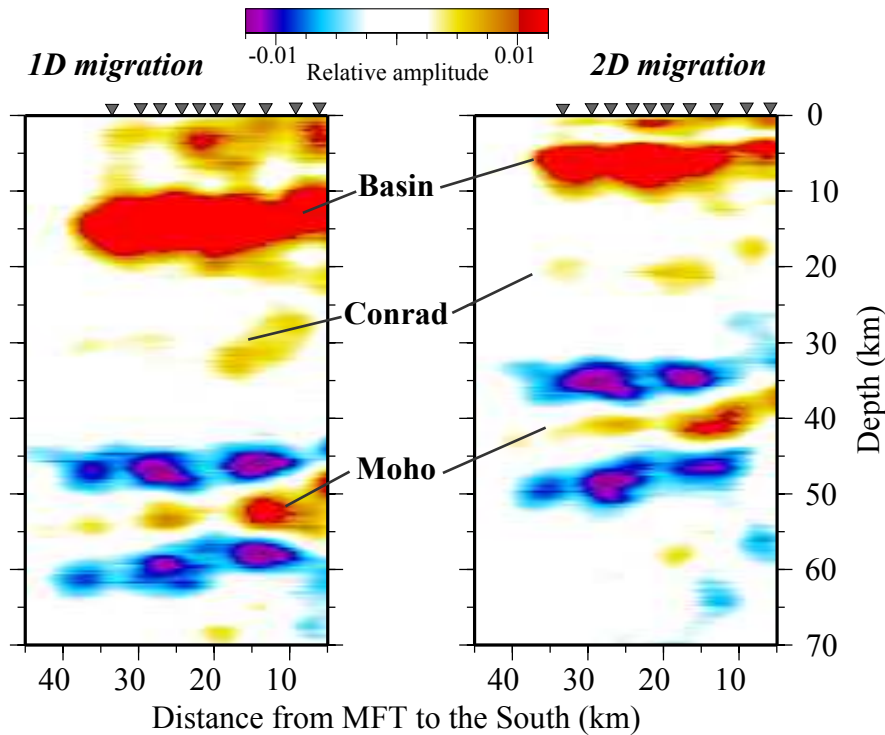 -0.01 0.01
Relative amplitude
1D migration 2D migration
0
Basin
10
20
Conrad
30
Depth (km)
40
Moho
50
60
70
40 30 20 10 40 30 20 10
Distance from MFT to the South (km)